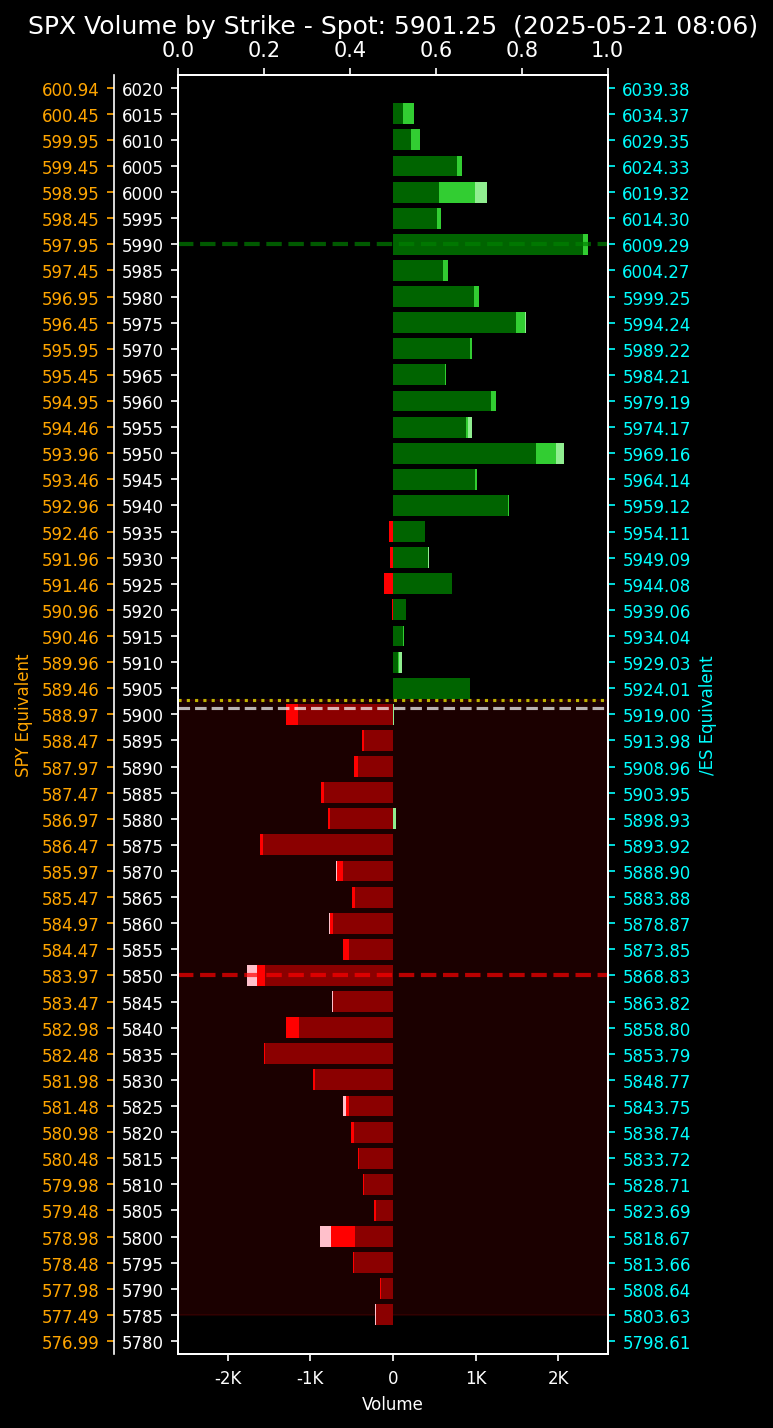 SPX Volume by Strike - Spot: 5901.25 (2025-05-21 08:06)
0.0 0.2 0.4 0.6 0.8 1.0
600.94 6020 6039.38
600.45 6015 6034.37
599.95 6010 6029.35
599.45 6005 6024.33
598.95 6000 6019.32
598.45 5995 6014.30
597.95 5990 6009.29
597.45 5985 6004.27
596.95 5980 5999.25
596.45 5975 5994.24
595.95 5970 5989.22
595.45 5965 5984.21
594.95 5960 5979.19
594.46 5955 5974.17
593.96 5950 5969.16
593.46 5945 5964.14
592.96 5940 5959.12
592.46 5935 5954.11
591.96 5930 5949.09
591.46 5925 5944.08
590.96 5920 5939.06
590.46 5915 5934.04
589.96 5910 5929.03
589.46 5905 5924.01
588.97 5900 5919.00
588.47 5895 5913.98
587.97 5890 5908.96
587.47 5885 5903.95
586.97 5880 5898.93
586.47 5875 5893.92
585.97 5870 5888.90
585.47 5865 5883.88
584.97 5860 5878.87
584.47 5855 5873.85
583.97 5850 5868.83
583.47 5845 5863.82
582.98 5840 5858.80
582.48 5835 5853.79
581.98 5830 5848.77
581.48 5825 5843.75
580.98 5820 5838.74
580.48 5815 5833.72
579.98 5810 5828.71
579.48 5805 5823.69
578.98 5800 5818.67
578.48 5795 5813.66
577.98 5790 5808.64
577.49 5785 5803.63
576.99 5780 5798.61
SPY Equivalent
/ES Equivalent
-2K -1K 0 1K 2K
Volume